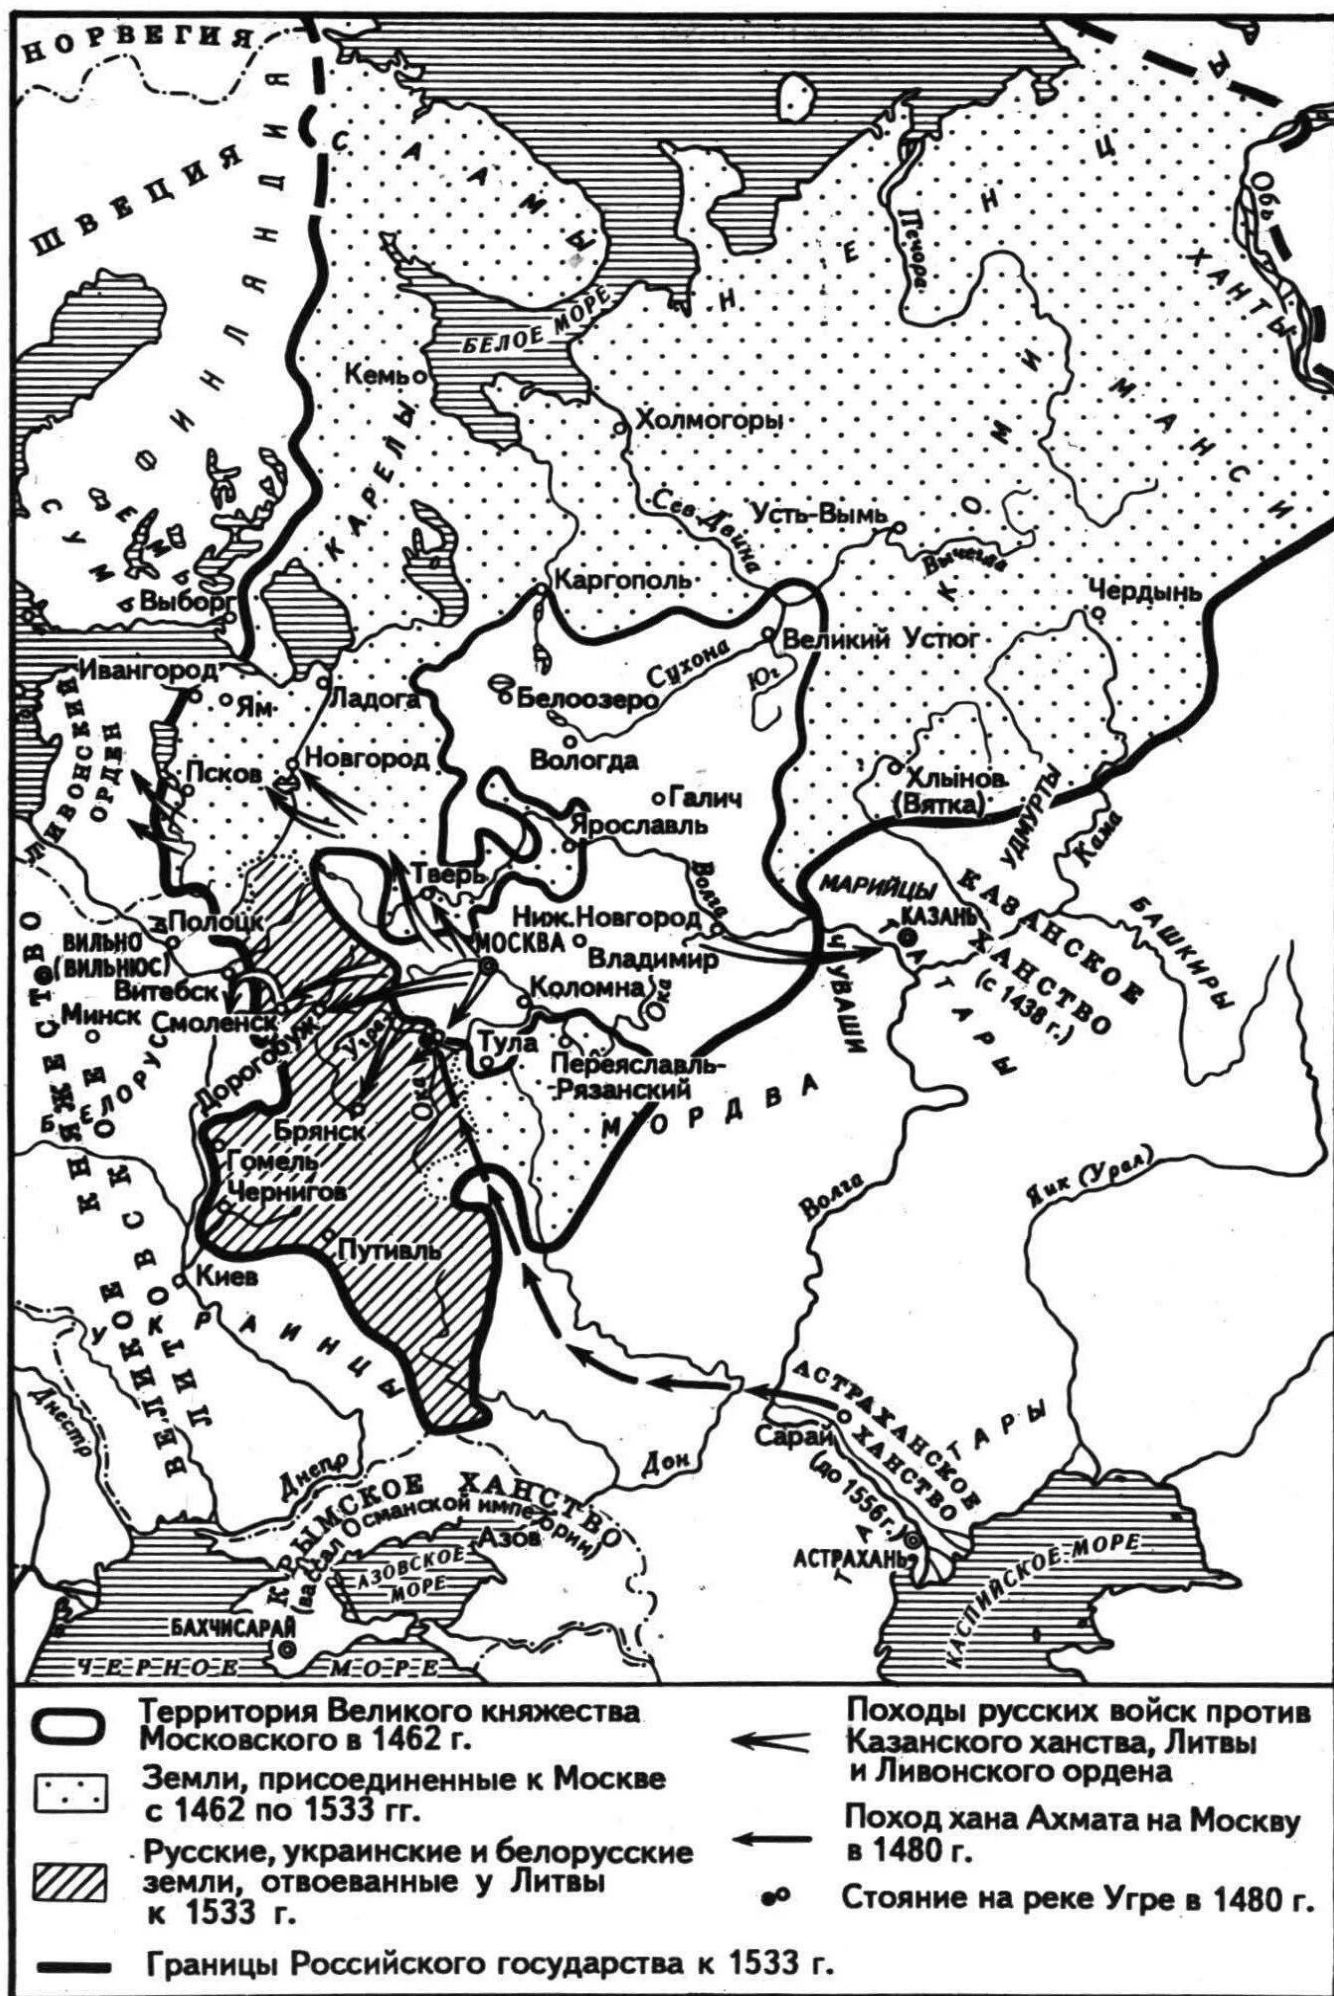 НОРВЕГИЯ
ШВЕЦИЯ
ФИНЛЯНДИЯ
СААМЫ
НЕНЦЫ
Печора
Обь
ХАНТЫ
МАНСИ
КОМИ
БЕЛОЕ МОРЕ
Кемь
КАРЕЛЫ
Холмогоры
Сев. Двина
Усть-Вымь
Вычегда
СУМЬ
ЕМЬ
Выборг
Каргополь
Чердынь
Великий Устюг
Сухона
Юг
Ивангород
Ям
Ладога
Белоозеро
Вологда
ЛИВОНСКИЙ
ОРДЕН
Псков
Новгород
Галич
Ярославль
Хлынов
(Вятка)
УДМУРТЫ
Кама
Тверь
Волга
МАРИЙЦЫ
КАЗАНЬ
КАЗАНСКОЕ
ХАНСТВО
(с 1438 г.)
ТАТАРЫ
БАШКИРЫ
ЧУВАШИ
Ниж. Новгород
МОСКВА
Владимир
Полоцк
ВИЛЬНО
(ВИЛЬНЮС)
Витебск
Минск
Смоленск
Дорогобуж
Угра
Ока
Коломна
Ока
Тула
Переяславль-
Рязанский
МОРДВА
БЕЛОРУСЫ
Брянск
Гомель
Чернигов
Путивль
Киев
УКРАИНЦЫ
ВЕЛИКОЕ КНЯЖЕСТВО
ЛИТОВСКОЕ
Волга
Яик (Урал)
Днестр
Днепр
Дон
Сарай
АСТРАХАНСКОЕ
ХАНСТВО
(до 1556 г.)
ТАТАРЫ
АСТРАХАНЬ
КРЫМСКОЕ ХАНСТВО
(вассал Османской империи)
Азов
АЗОВСКОЕ
МОРЕ
БАХЧИСАРАЙ
ЧЕРНОЕ МОРЕ
КАСПИЙСКОЕ МОРЕ
Территория Великого княжества
Московского в 1462 г.
Земли, присоединенные к Москве
с 1462 по 1533 гг.
Русские, украинские и белорусские
земли, отвоеванные у Литвы
к 1533 г.
Границы Российского государства к 1533 г.
Походы русских войск против
Казанского ханства, Литвы
и Ливонского ордена
Поход хана Ахмата на Москву
в 1480 г.
Стояние на реке Угре в 1480 г.